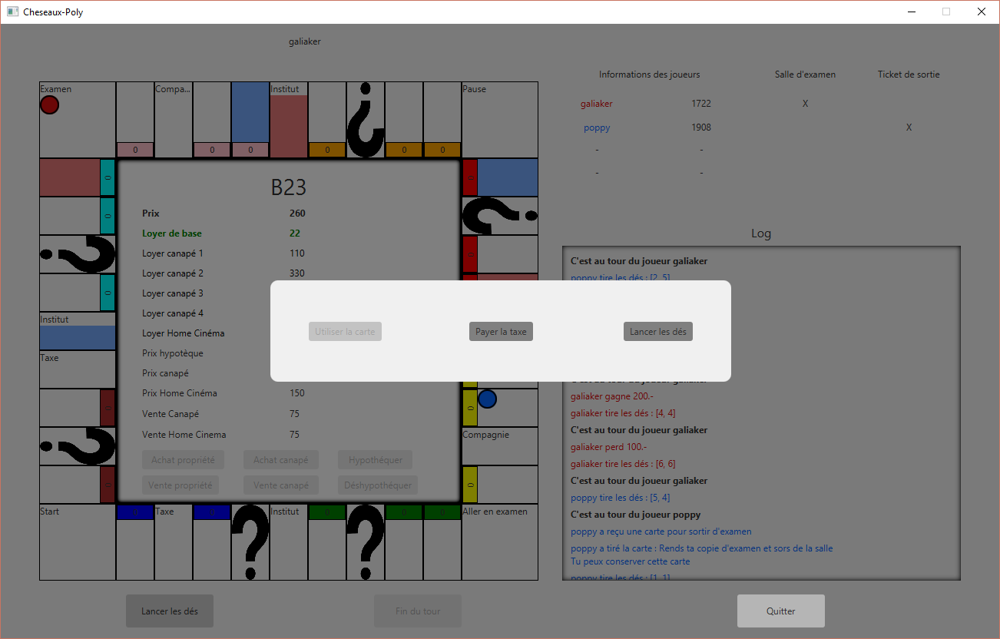 Cheseaux-Poly
galiaker
Informations des joueurs Salle d'examen Ticket de sortie
galiaker 1722 X
poppy 1908 X
- -
- -
Examen Compa... Institut ¿ Pause
0 0 0 0 0 0
0
0
?
0
Institut
Taxe
0
?
0
B23
Prix 260
Loyer de base 22
Loyer canapé 1 110
Loyer canapé 2 330
Loyer canapé 3
Loyer canapé 4
Loyer Home Cinéma
Prix hypotèque
Prix canapé
Prix Home Cinéma 150
Vente Canapé 75
Vente Home Cinema 75
Achat propriété Achat canapé Hypothéquer
Vente propriété Vente canapé Déshypothéquer
Utiliser la carte Payer la taxe Lancer les dés
0
?
0
0
Compagnie
0
Start 0 Taxe 0 ? Institut 0 ? 0 0 Aller en examen
Log
C'est au tour du joueur galiaker
poppy tire les dés : [2, 5]
C'est au tour du joueur galiaker
galiaker gagne 200.-
galiaker tire les dés : [4, 4]
C'est au tour du joueur galiaker
galiaker perd 100.-
galiaker tire les dés : [6, 6]
C'est au tour du joueur galiaker
poppy tire les dés : [5, 4]
C'est au tour du joueur poppy
poppy a reçu une carte pour sortir d'examen
poppy a tiré la carte : Rends ta copie d'examen et sors de la salle
Tu peux conserver cette carte
poppy tire les dés : [1, 1]
Lancer les dés Fin du tour Quitter